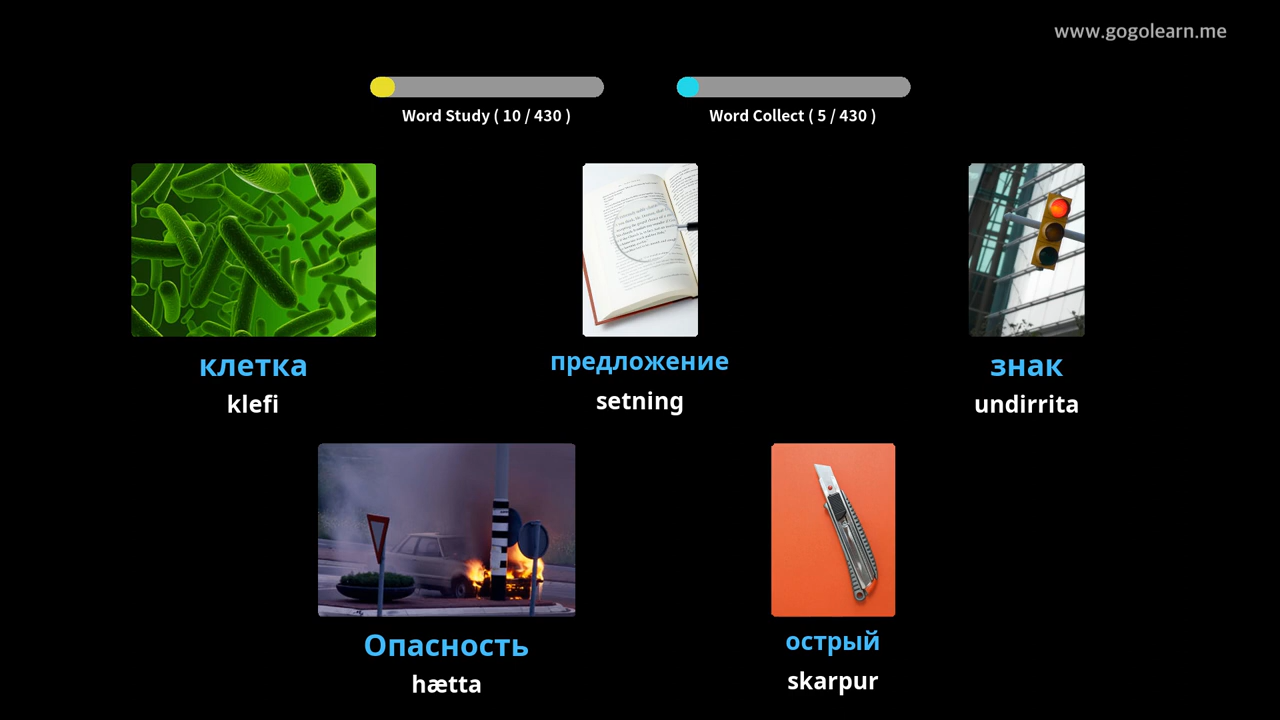 www.gogolearn.me
Word Study ( 10 / 430 )
Word Collect ( 5 / 430 )
клетка
klefi
предложение
setning
знак
undirrita
Опасность
hætta
острый
skarpur